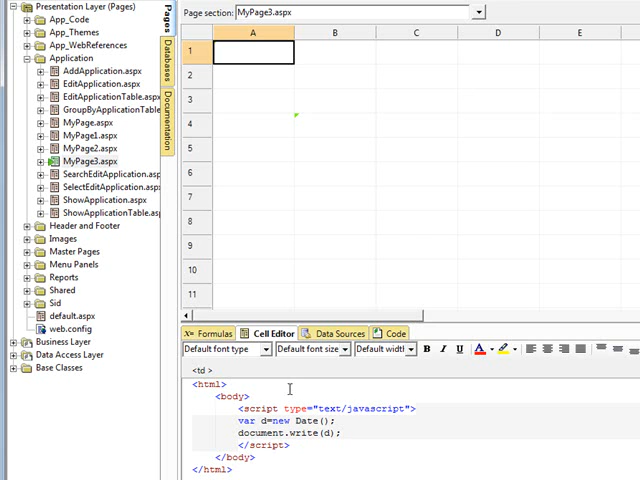 Presentation Layer (Pages)
App_Code
App_Themes
App_WebReferences
Application
AddApplication.aspx
EditApplication.aspx
EditApplicationTable.aspx
GroupByApplicationTable
MyPage.aspx
MyPage1.aspx
MyPage2.aspx
MyPage3.aspx
SearchEditApplication.aspx
SelectEditApplication.aspx
ShowApplication.aspx
ShowApplicationTable.asp
Header and Footer
Images
Master Pages
Menu Panels
Reports
Shared
Sid
default.aspx
web.config
Business Layer
Data Access Layer
Base Classes
Pages
Databases
Documentation
Page section: MyPage3.aspx
A B C D E
1
2
3
4
5
6
7
8
9
10
11
X= Formulas Cell Editor Data Sources Code
Default font type Default font size Default width B I U A
<td >
<html>
<body>
<script type="text/javascript">
var d=new Date();
document.write(d);
</script>
</body>
</html>